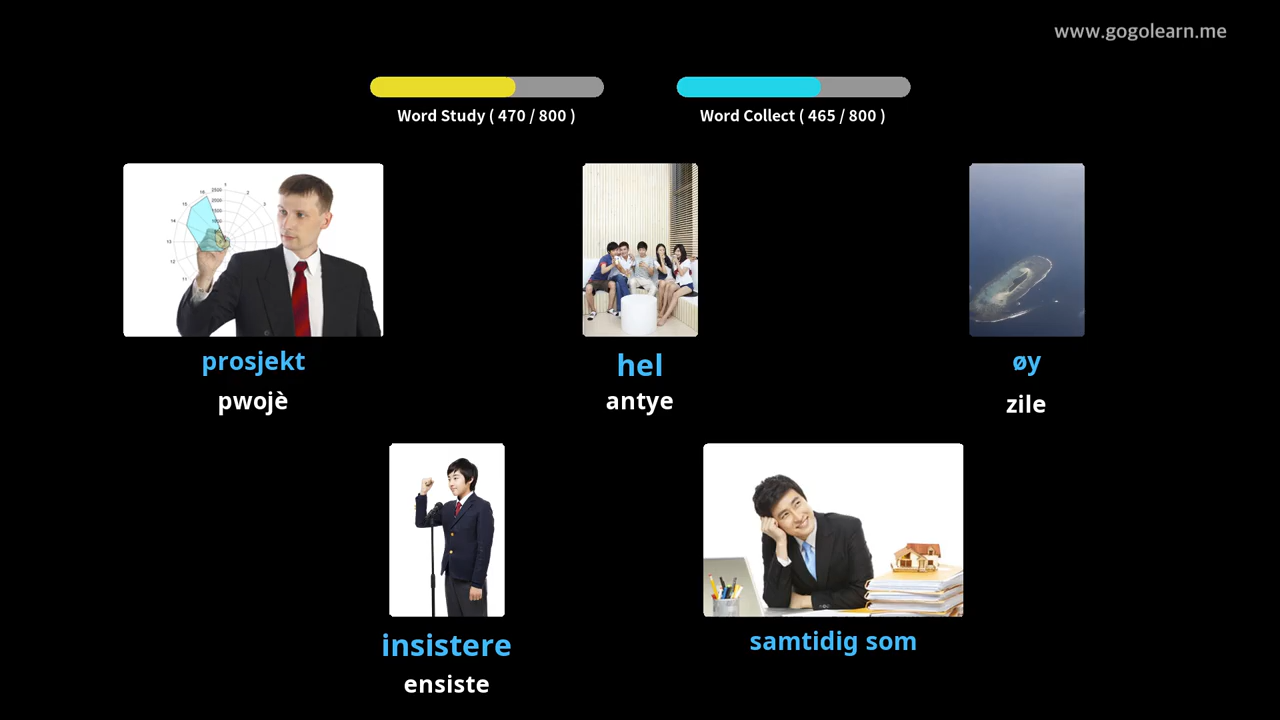 www.gogolearn.me
Word Study ( 470 / 800 )
Word Collect ( 465 / 800 )
prosjekt
pwojè
hel
antye
øy
zile
insistere
ensiste
samtidig som